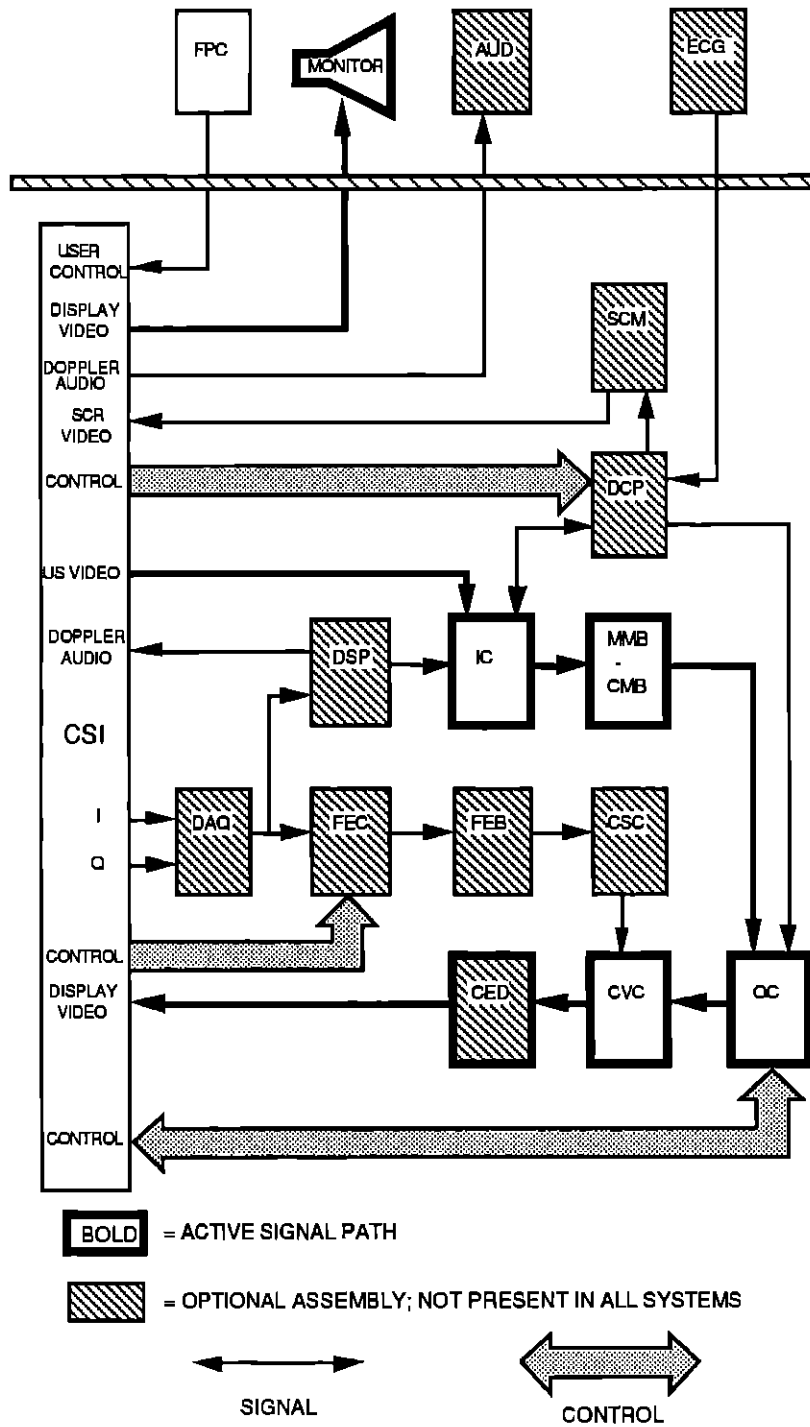 FPC
MONITOR
AUD
ECG
USER
CONTROL
DISPLAY
VIDEO
DOPPLER
AUDIO
SCR
VIDEO
CONTROL
SCM
DCP
US VIDEO
DOPPLER
AUDIO
DSP
IC
MMB
-
CMB
CSI
I
Q
DAQ
FEC
FEB
CSC
CONTROL
DISPLAY
VIDEO
CED
CVC
OC
CONTROL
BOLD = ACTIVE SIGNAL PATH
= OPTIONAL ASSEMBLY; NOT PRESENT IN ALL SYSTEMS
SIGNAL
CONTROL